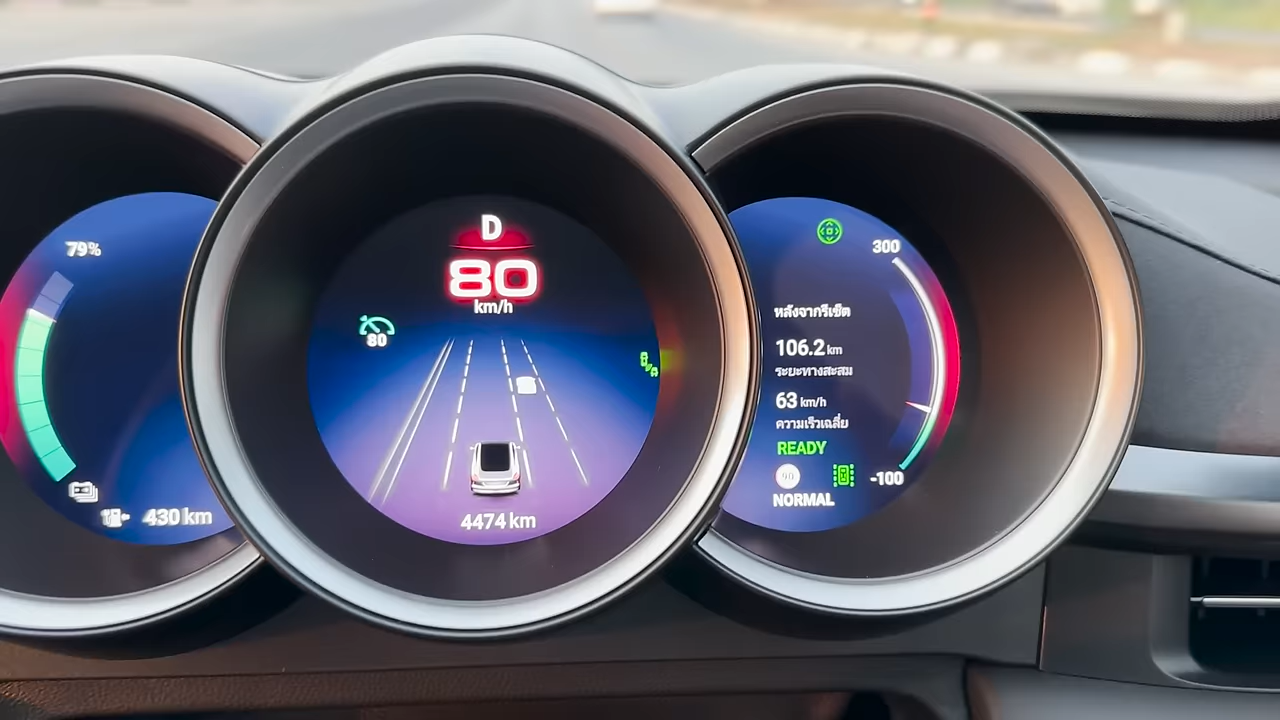 79%
430 km
D
80
km/h
80
4474 km
300
หลังจากรีเซ็ต
106.2 km
ระยะทางสะสม
63 km/h
ความเร็วเฉลี่ย
READY
90
NORMAL
-100